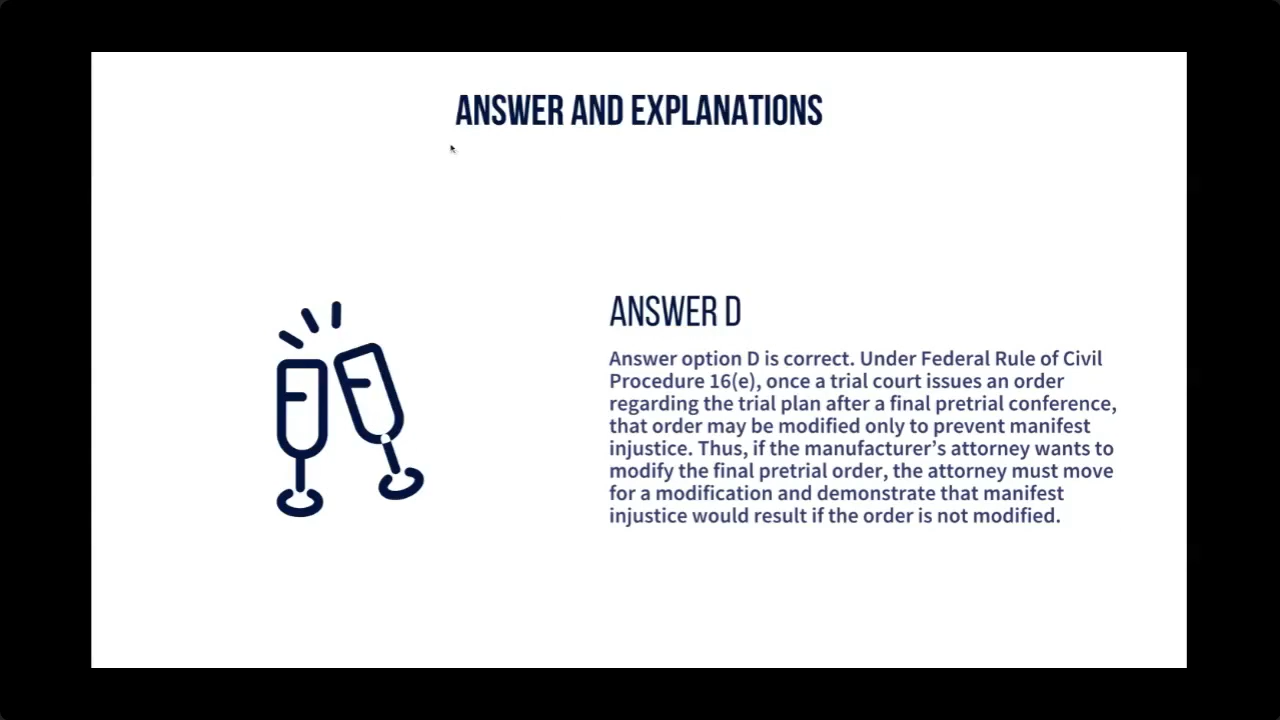 ANSWER AND EXPLANATIONS
ANSWER D
Answer option D is correct. Under Federal Rule of Civil
Procedure 16(e), once a trial court issues an order
regarding the trial plan after a final pretrial conference,
that order may be modified only to prevent manifest
injustice. Thus, if the manufacturer’s attorney wants to
modify the final pretrial order, the attorney must move
for a modification and demonstrate that manifest
injustice would result if the order is not modified.